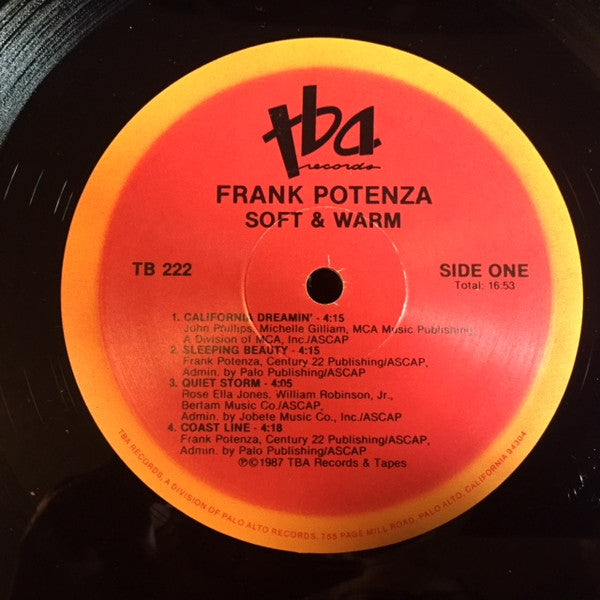 tba
records
FRANK POTENZA
SOFT & WARM
TB 222
SIDE ONE
Total: 16:53
1. CALIFORNIA DREAMIN' - 4:15
John Phillips, Michelle Gilliam, MCA Music Publishing,
A Division of MCA, Inc./ASCAP
2. SLEEPING BEAUTY - 4:15
Frank Potenza, Century 22 Publishing/ASCAP,
Admin. by Palo Publishing/ASCAP
3. QUIET STORM - 4:05
Rose Ella Jones, William Robinson, Jr.,
Bertam Music Co./ASCAP,
Admin. by Jobete Music Co., Inc./ASCAP
4. COAST LINE - 4:18
Frank Potenza, Century 22 Publishing/ASCAP,
Admin. by Palo Publishing/ASCAP
℗©1987 TBA Records & Tapes
TBA RECORDS, A DIVISION OF PALO ALTO RECORDS, 755 PAGE MILL ROAD, PALO ALTO, CALIFORNIA 94304